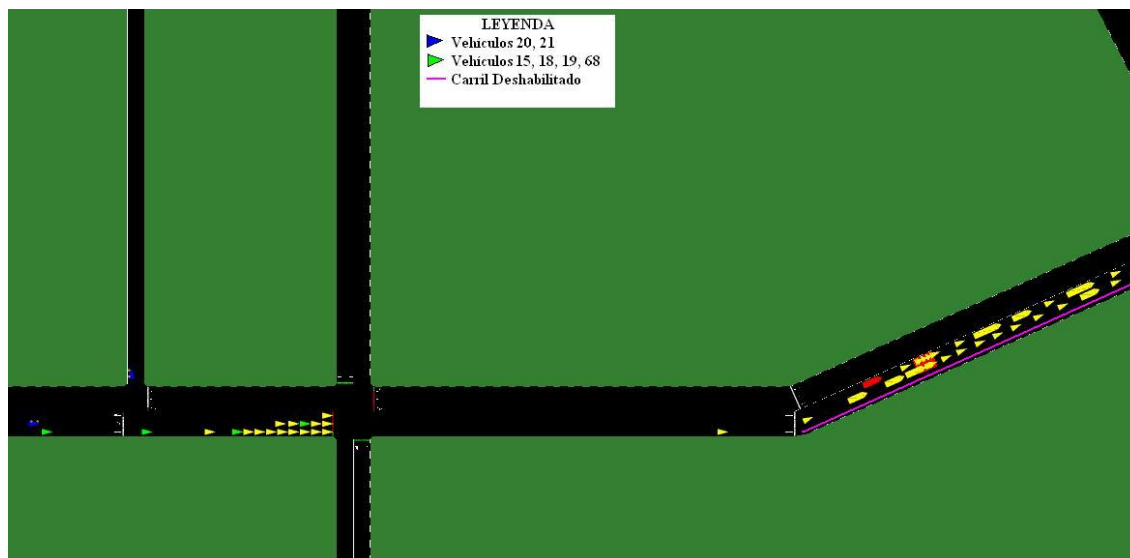 LEYENDA
Vehículos 20, 21
Vehículos 15, 18, 19, 68
Carril Deshabilitado